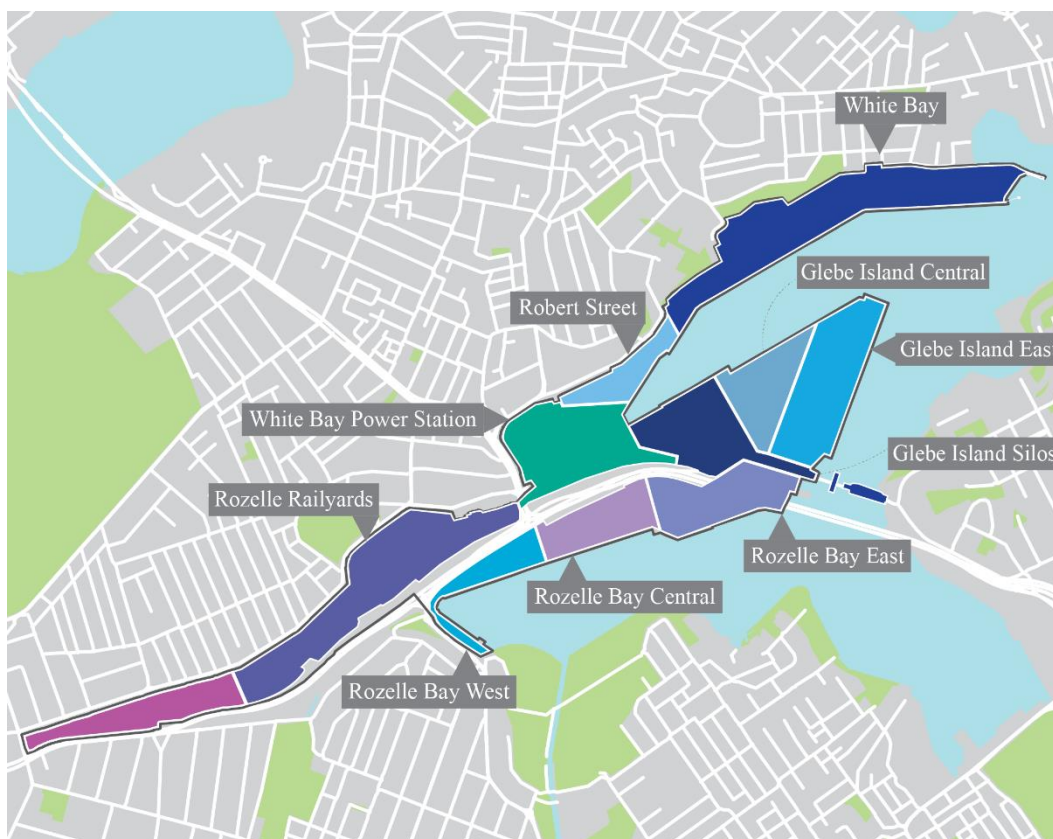 White Bay
Glebe Island Central
Robert Street
Glebe Island East
White Bay Power Station
Glebe Island Silos
Rozelle Railyards
Rozelle Bay East
Rozelle Bay Central
Rozelle Bay West